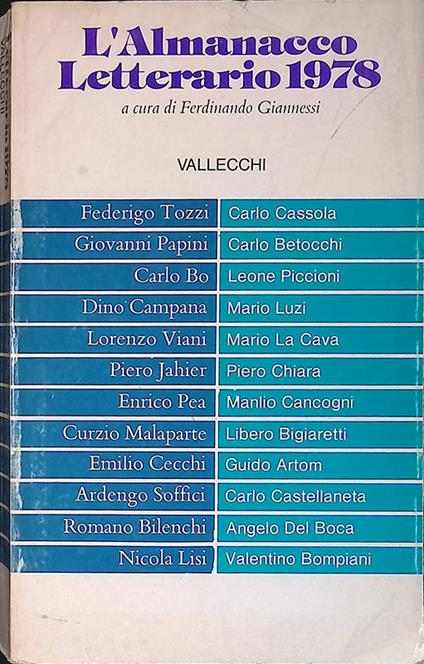 L'Almanacco
Letterario 1978
a cura di Ferdinando Giannessi
VALLECCHI
Federigo Tozzi Carlo Cassola
Giovanni Papini Carlo Betocchi
Carlo Bo Leone Piccioni
Dino Campana Mario Luzi
Lorenzo Viani Mario La Cava
Piero Jahier Piero Chiara
Enrico Pea Manlio Cancogni
Curzio Malaparte Libero Bigiaretti
Emilio Cecchi Guido Artom
Ardengo Soffici Carlo Castellaneta
Romano Bilenchi Angelo Del Boca
Nicola Lisi Valentino Bompiani
VALLECCHI